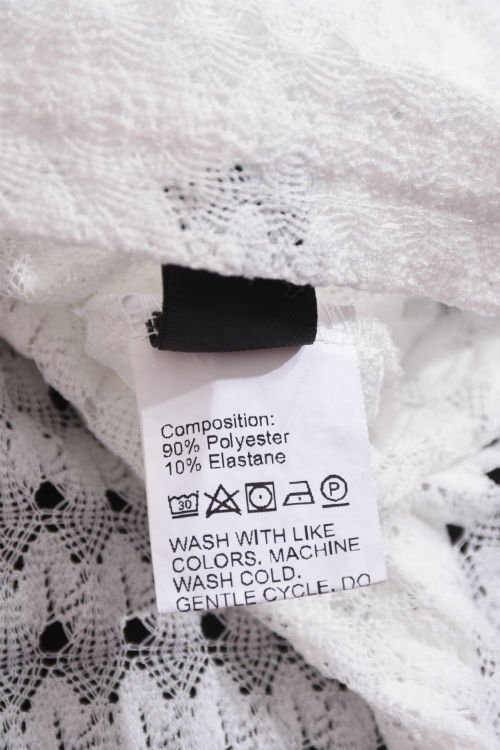 Composition:
90% Polyester
10% Elastane
30 P
WASH WITH LIKE
COLORS. MACHINE
WASH COLD.
GENTLE CYCLE. DO